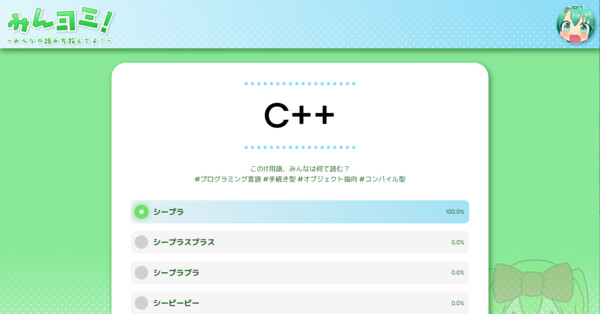 みんヨミ!
~みんなの読みを教えてよ!~
C++
このIT用語、みんなは何て読む?
#プログラミング言語 #手続き型 #オブジェクト指向 #コンパイル型
シープラ 100.0%
シープラスプラス 0.0%
シープラプラ 0.0%
シーピーピー 0.0%